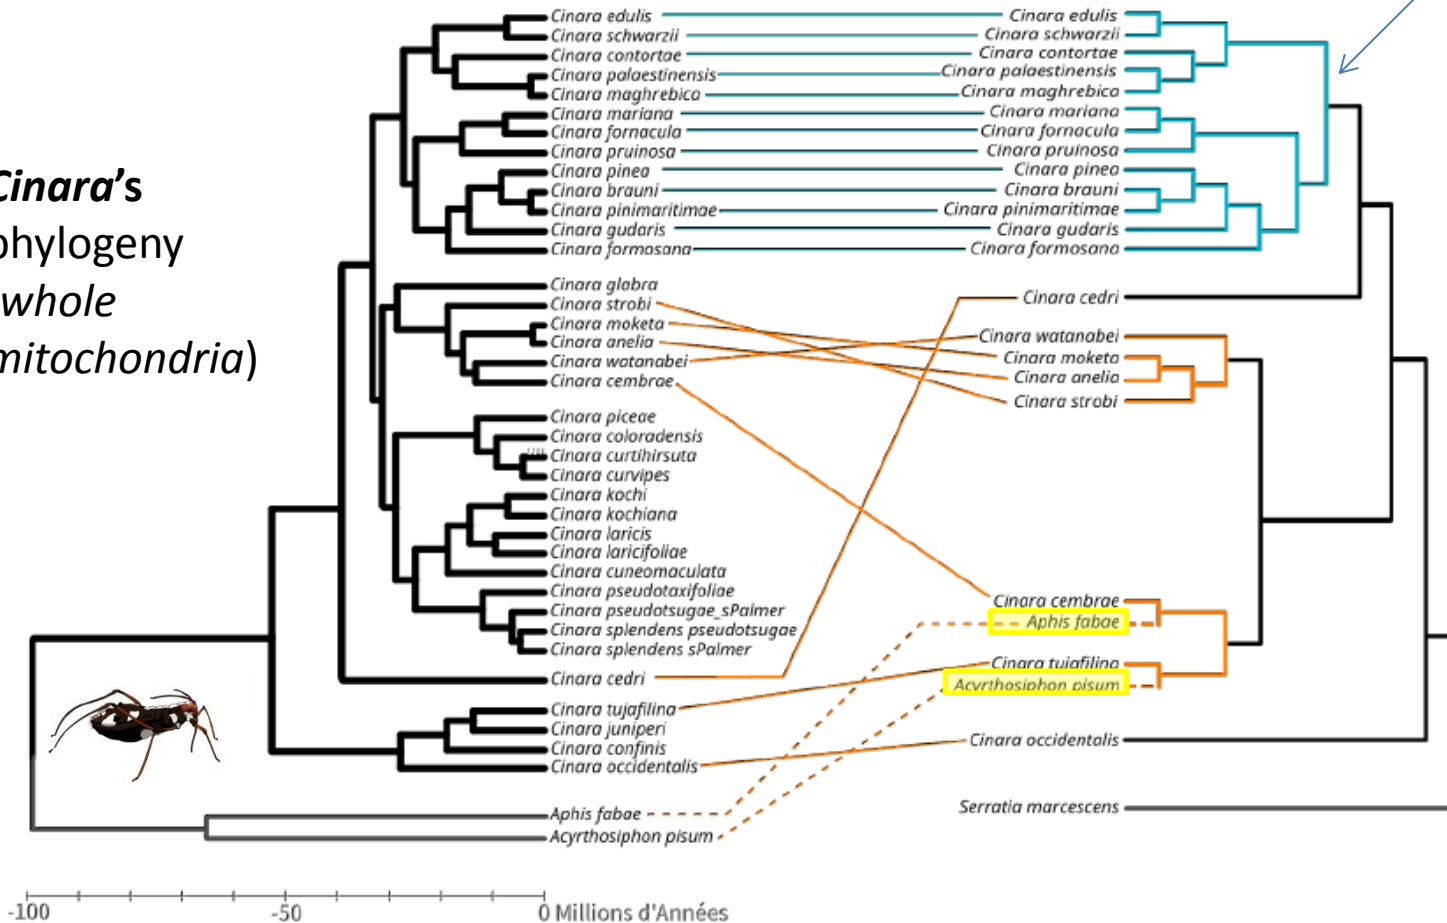 Cinara's
phylogeny
whole
mitochondria)
Cinara edulis
Cinara schwarzii
Cinara contortae
Cinara palaestinensis
Cinara maghrebica
Cinara mariana
Cinara fornacula
Cinara pruinosa
Cinara pinea
Cinara brauni
Cinara pinimaritimae
Cinara gudaris
Cinara formosana
Cinara glabra
Cinara strobi
Cinara moketa
Cinara anelia
Cinara watanabei
Cinara cembrae
Cinara piceae
Cinara coloradensis
Cinara curtihirsuta
Cinara curvipes
Cinara kochi
Cinara kochiana
Cinara laricis
Cinara laricifoliae
Cinara cuneomaculata
Cinara pseudotaxifoliae
Cinara pseudotsugae_sPalmer
Cinara splendens pseudotsugae
Cinara splendens sPalmer
Cinara cedri
Cinara tujafilina
Cinara juniperi
Cinara confinis
Cinara occidentalis
Aphis fabae
Acyrthosiphon pisum
Cinara edulis
Cinara schwarzii
Cinara contortae
Cinara palaestinensis
Cinara maghrebica
Cinara mariana
Cinara fornacula
Cinara pruinosa
Cinara pinea
Cinara brauni
Cinara pinimaritimae
Cinara gudaris
Cinara formosana
Cinara cedri
Cinara watanabei
Cinara moketa
Cinara anelia
Cinara strobi
Cinara cembrae
Aphis fabae
Cinara tujafilina
Acyrthosiphon pisum
Cinara occidentalis
Serratia marcescens
-100 -50 0 Millions d'Années